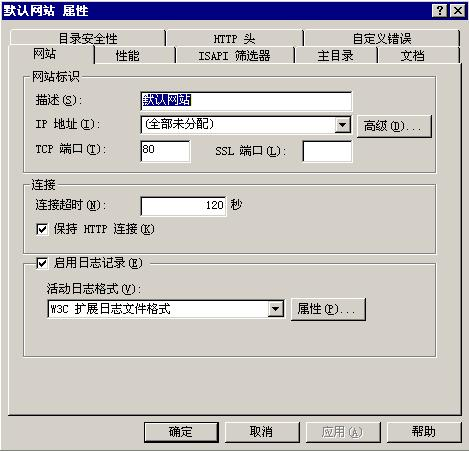 默认网站 属性
目录安全性 HTTP 头 自定义错误
网站 性能 ISAPI 筛选器 主目录 文档
网站标识
描述(S): 默认网站
IP 地址(I): (全部未分配) 高级(D)...
TCP 端口(T): 80 SSL 端口(L):
连接
连接超时(N): 120 秒
保持 HTTP 连接(K)
启用日志记录(E)
活动日志格式(V):
W3C 扩展日志文件格式 属性(P)...
确定 取消 应用(A) 帮助